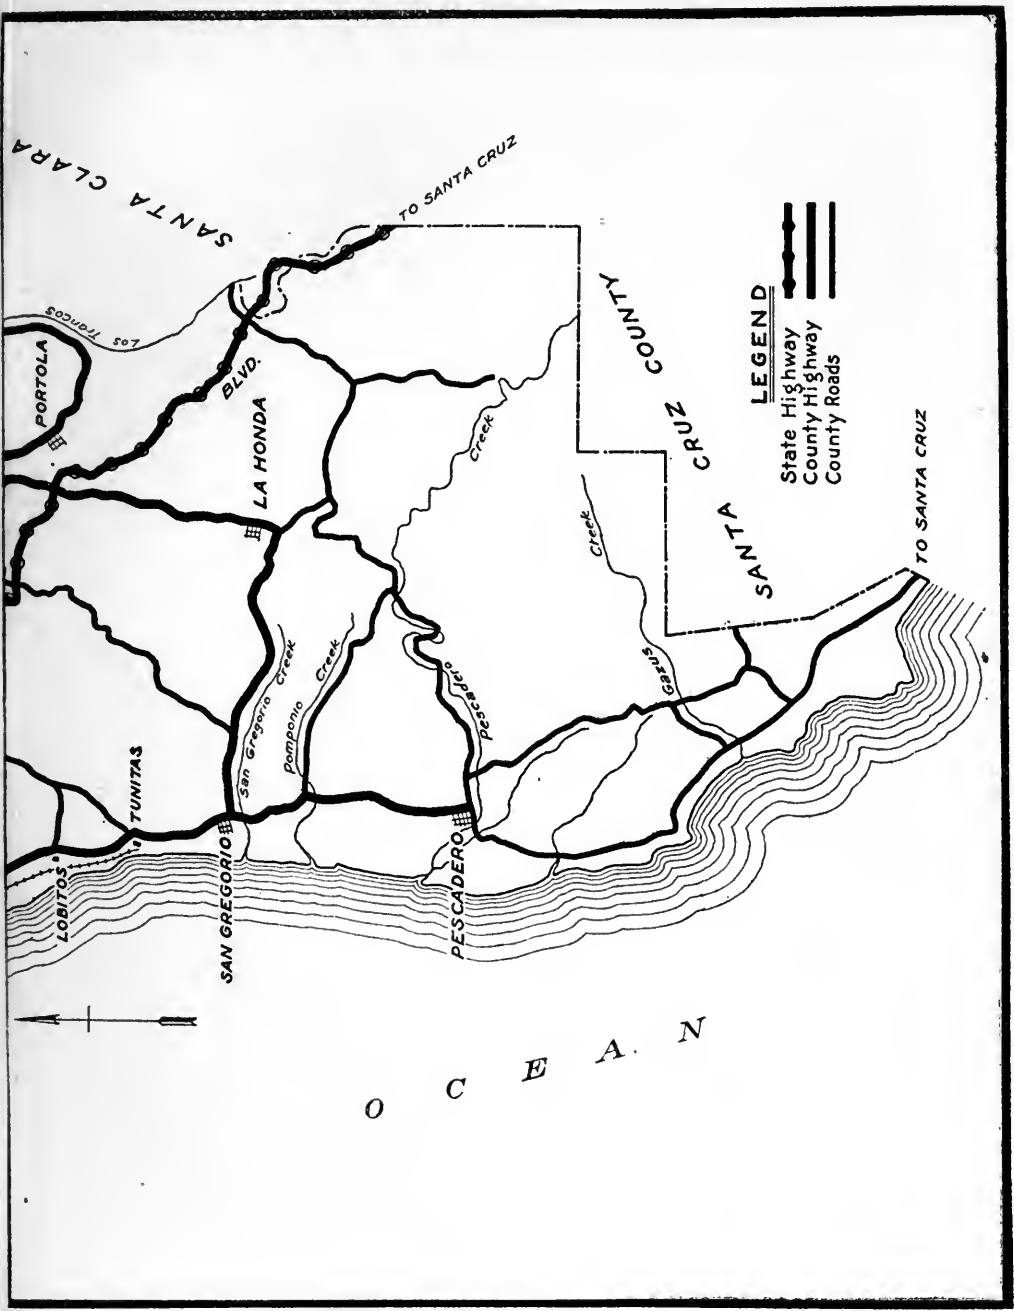 SANTA CLARA
Los Trancos
PORTOLA
BLVD.
TO SANTA CRUZ
LA HONDA
Creek
Creek
SANTA CRUZ COUNTY
LEGEND
State Highway
County Highway
County Roads
TO SANTA CRUZ
TUNITAS
San Gregorio Creek
Pomponio Creek
Pescadero
Gazus
LOBITOS
SAN GREGORIO
PESCADERO
OCEAN